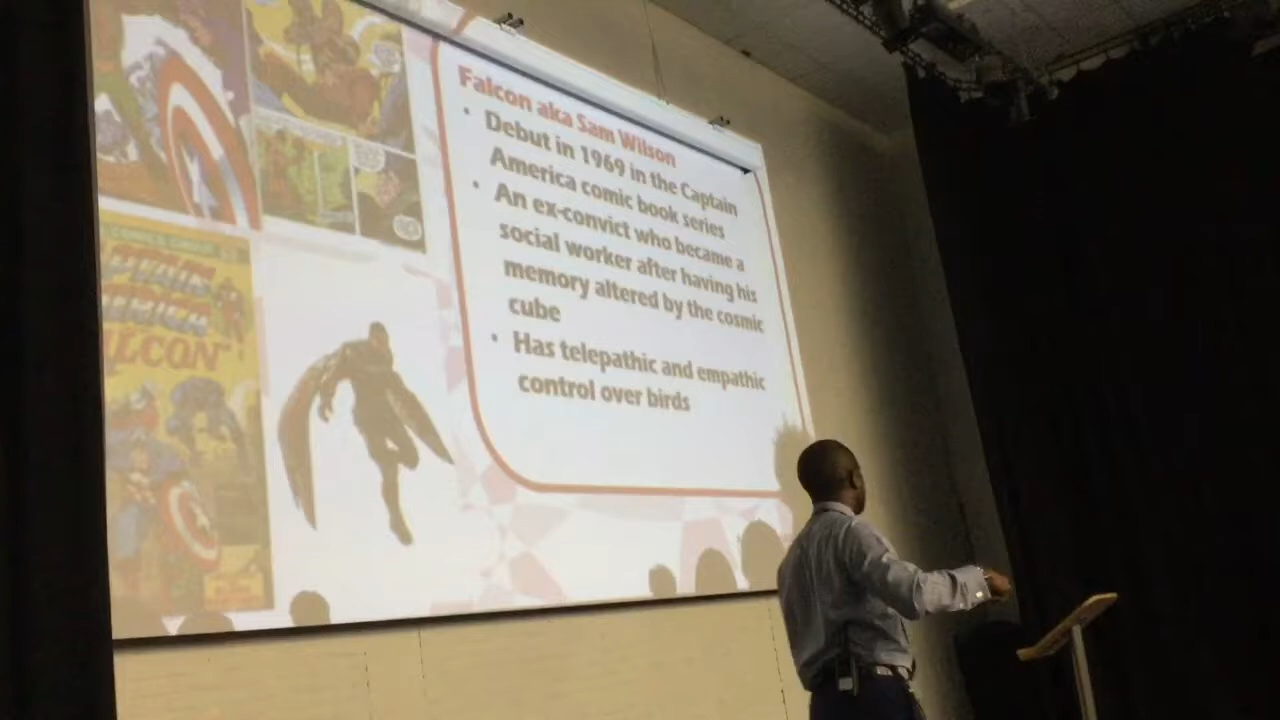 Falcon aka Sam Wilson
• Debut in 1969 in the Captain
America comic book series
• An ex-convict who became a
social worker after having his
memory altered by the cosmic
cube
• Has telepathic and empathic
control over birds